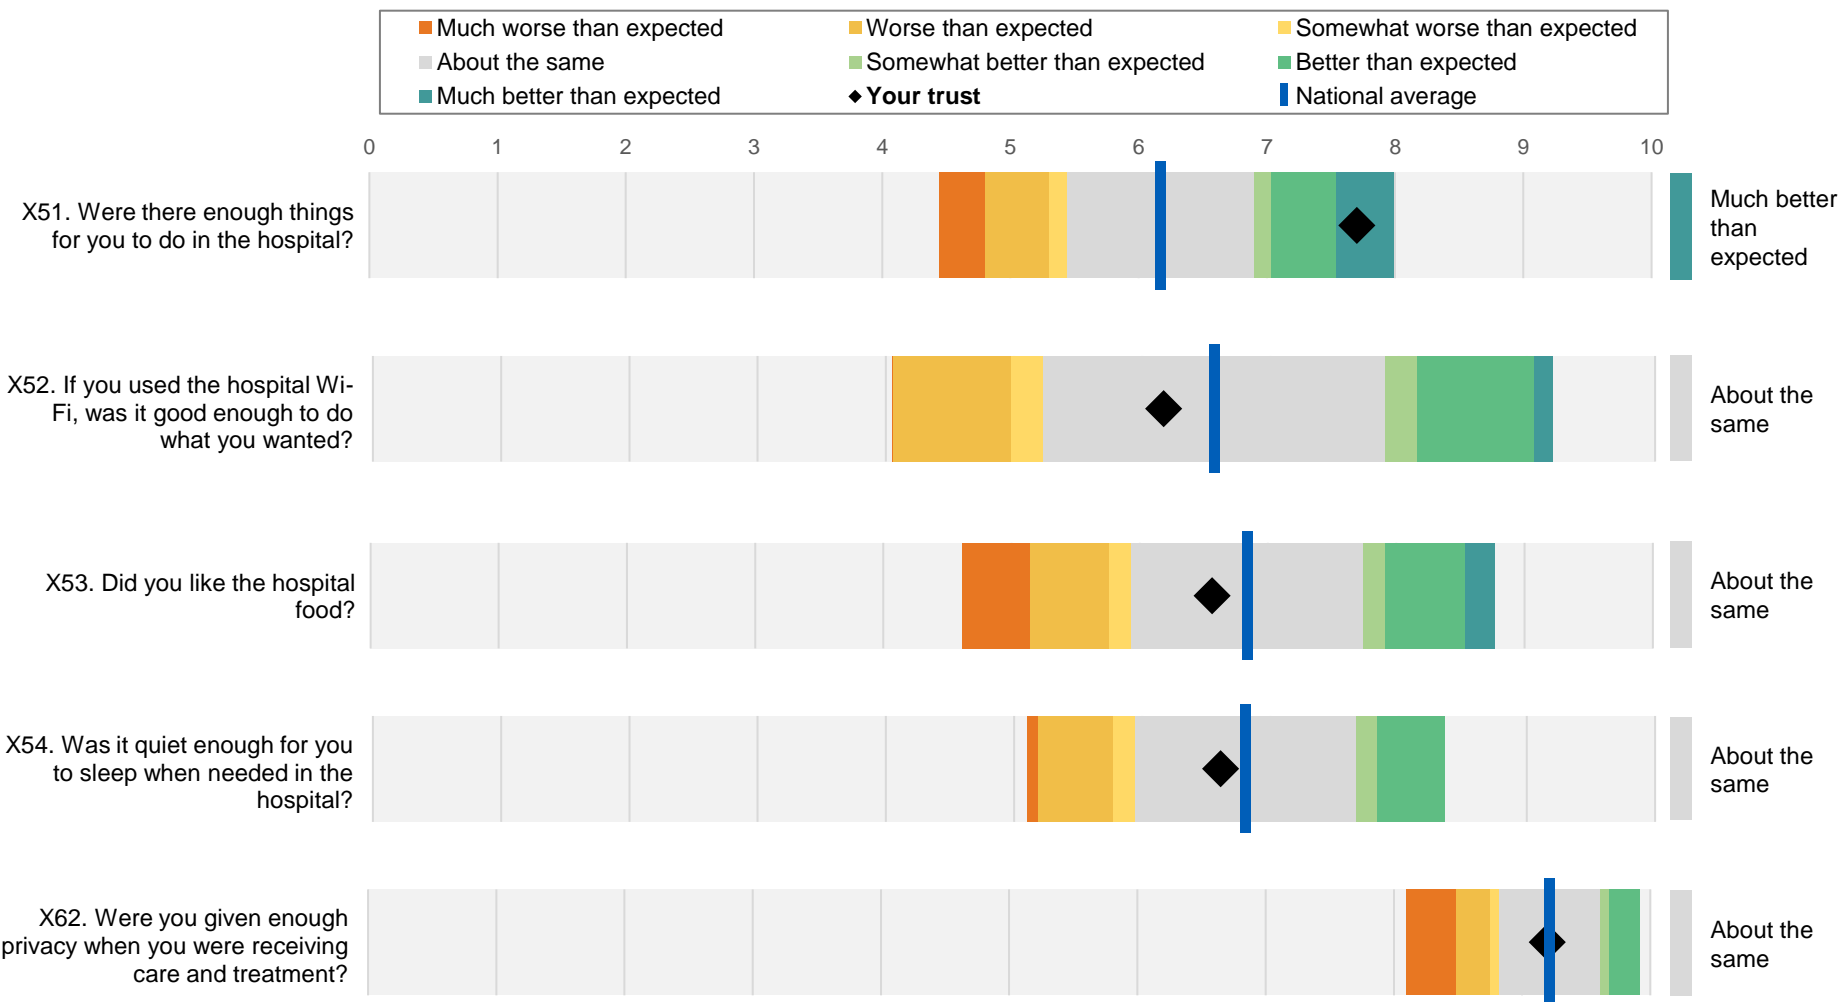 Much worse than expected
Worse than expected
Somewhat worse than expected
About the same
Somewhat better than expected
Better than expected
Much better than expected
Your trust
National average
0 1 2 3 4 5 6 7 8 9 10
X51. Were there enough things
for you to do in the hospital?
Much better
than
expected
X52. If you used the hospital Wi-
Fi, was it good enough to do
what you wanted?
About the
same
X53. Did you like the hospital
food?
About the
same
X54. Was it quiet enough for you
to sleep when needed in the
hospital?
About the
same
X62. Were you given enough
privacy when you were receiving
care and treatment?
About the
same